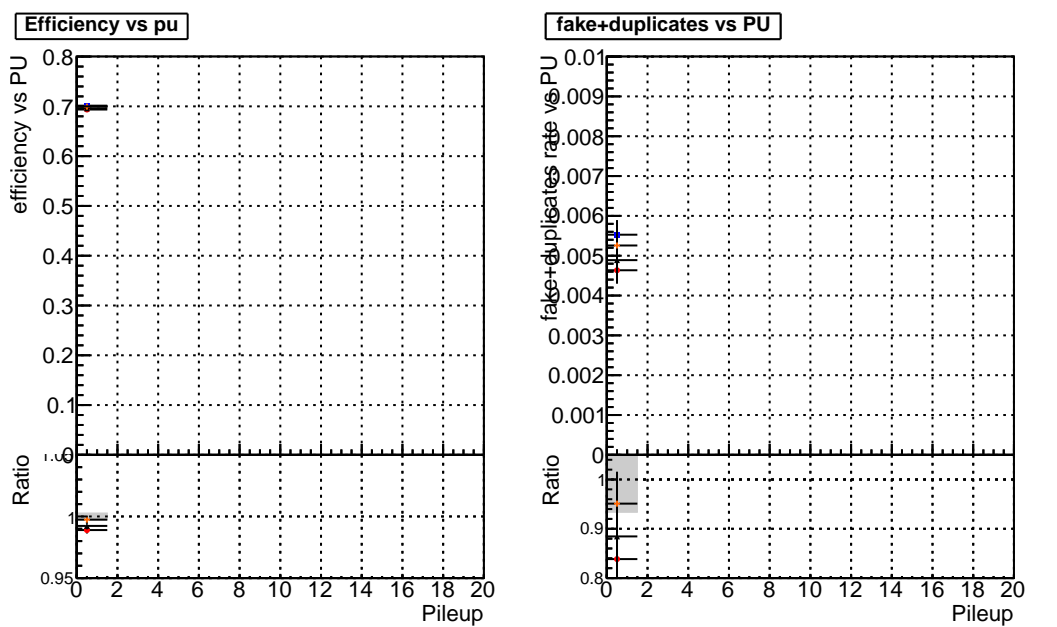 Efficiency vs pu
efficiency vs PU
0.8
0.7
0.6
0.5
0.4
0.3
0.2
0.1
0
Ratio
1
0.95
0 2 4 6 8 10 12 14 16 18 20
Pileup
fake+duplicates vs PU
fake+duplicates rate vs PU
0.01
0.009
0.008
0.007
0.006
0.005
0.004
0.003
0.002
0.001
0
Ratio
1
0.9
0.8
0 2 4 6 8 10 12 14 16 18 20
Pileup